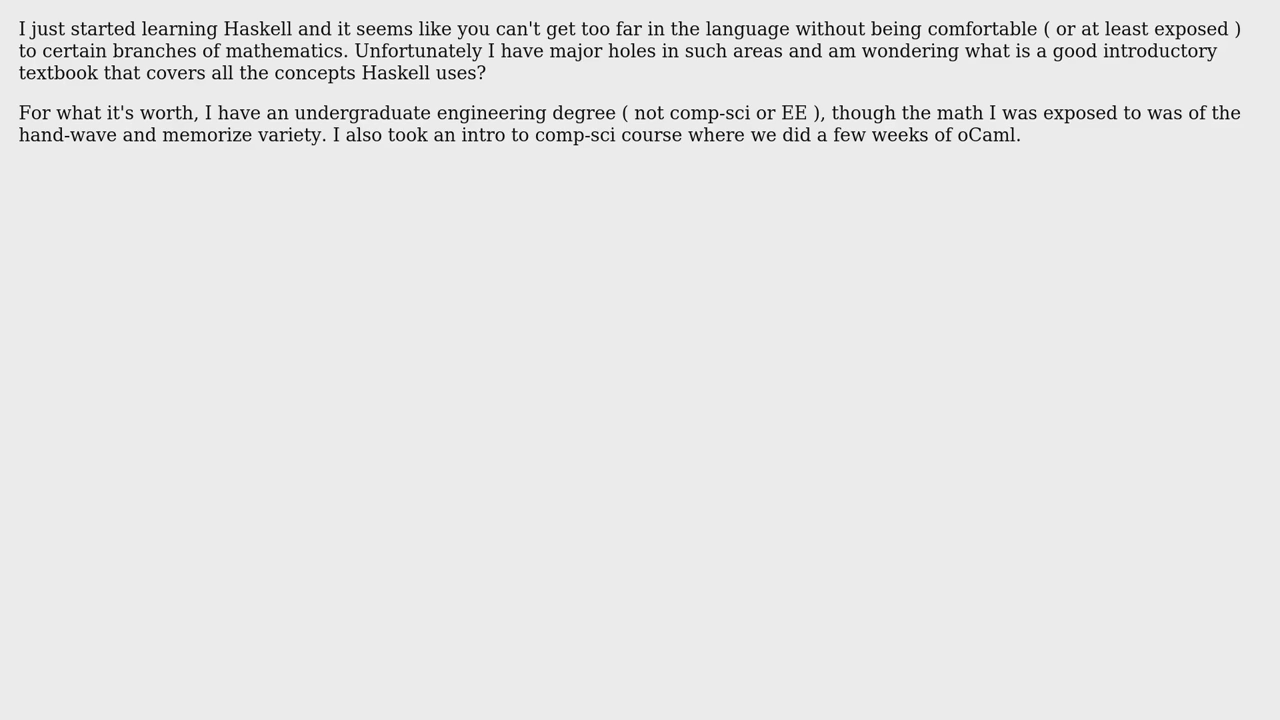 I just started learning Haskell and it seems like you can't get too far in the language without being comfortable ( or at least exposed )
to certain branches of mathematics. Unfortunately I have major holes in such areas and am wondering what is a good introductory
textbook that covers all the concepts Haskell uses?
For what it's worth, I have an undergraduate engineering degree ( not comp-sci or EE ), though the math I was exposed to was of the
hand-wave and memorize variety. I also took an intro to comp-sci course where we did a few weeks of oCaml.